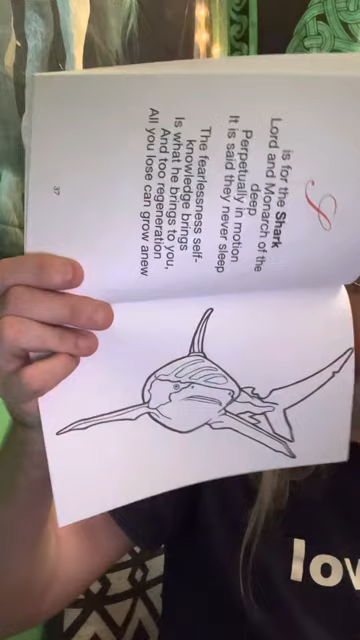 S
is for the Shark
Lord and Monarch of the
deep
Perpetually in motion
It is said they never sleep
The fearlessness self-
knowledge brings
Is what he brings to you,
And too regeneration
All you lose can grow anew
37